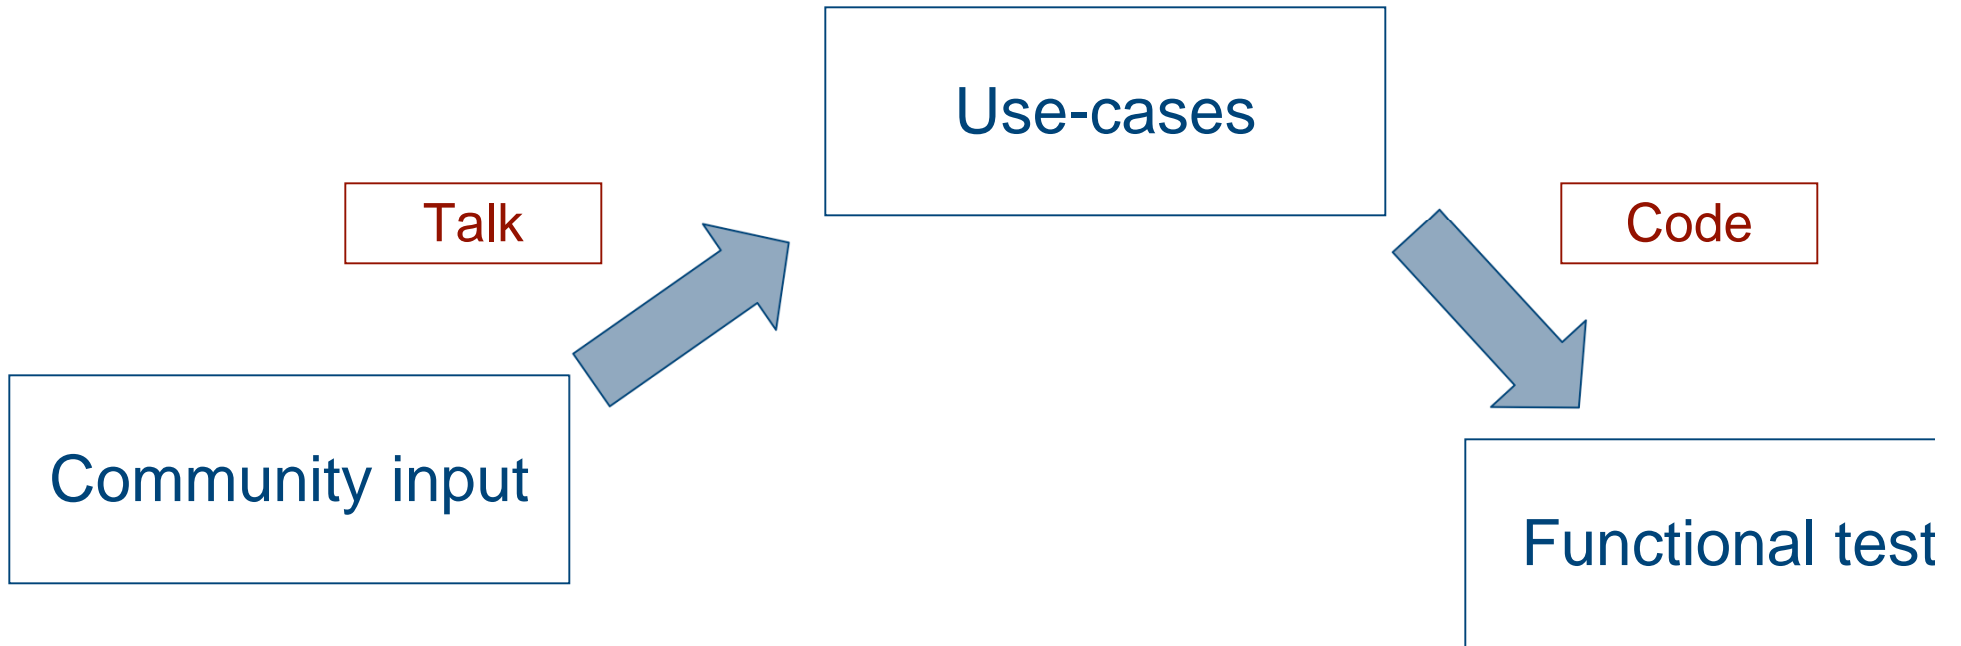 Use-cases
Talk
Code
Community input
Functional test